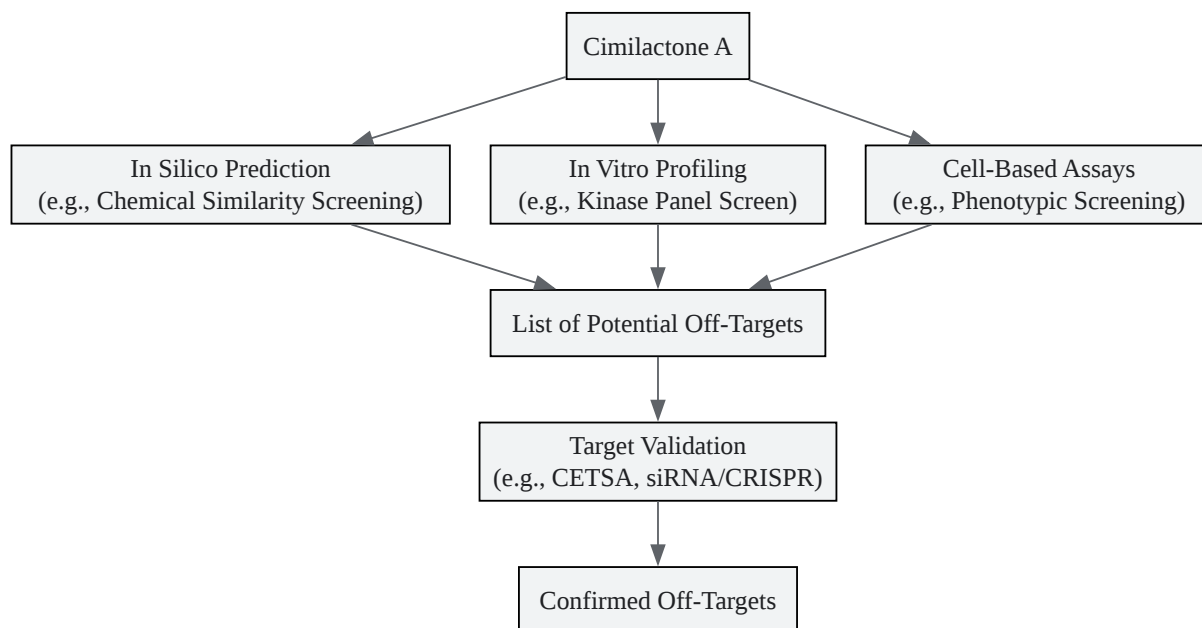 Cimilactone A
In Silico Prediction
(e.g., Chemical Similarity Screening)
In Vitro Profiling
(e.g., Kinase Panel Screen)
Cell-Based Assays
(e.g., Phenotypic Screening)
List of Potential Off-Targets
Target Validation
(e.g., CETSA, siRNA/CRISPR)
Confirmed Off-Targets